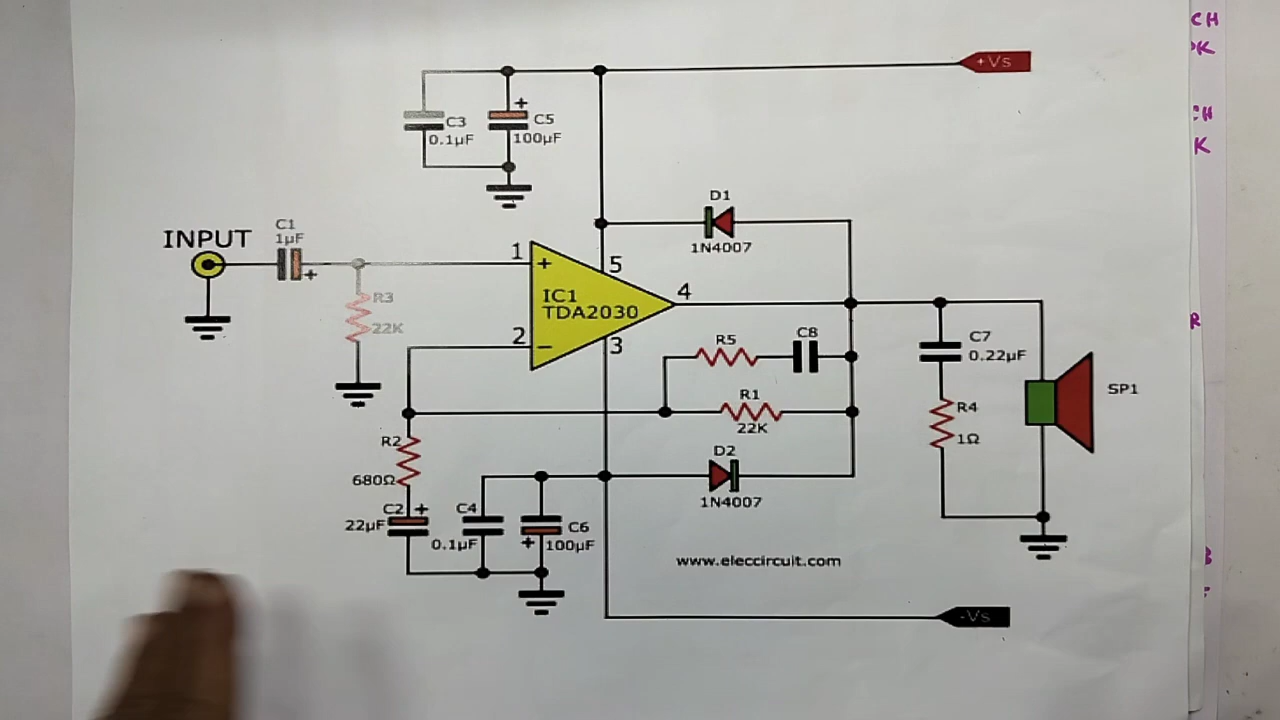 +Vs
C3
0.1µF
C5
100µF
+
INPUT
C1
1µF
+
R3
22K
1
+
5
IC1
TDA2030
4
2
−
3
D1
1N4007
R5
C8
R1
22K
C7
0.22µF
R4
1Ω
SP1
R2
680Ω
C2
+
22µF
C4
0.1µF
C6
+
100µF
D2
1N4007
www.eleccircuit.com
-Vs
CH
K
CH
K
R